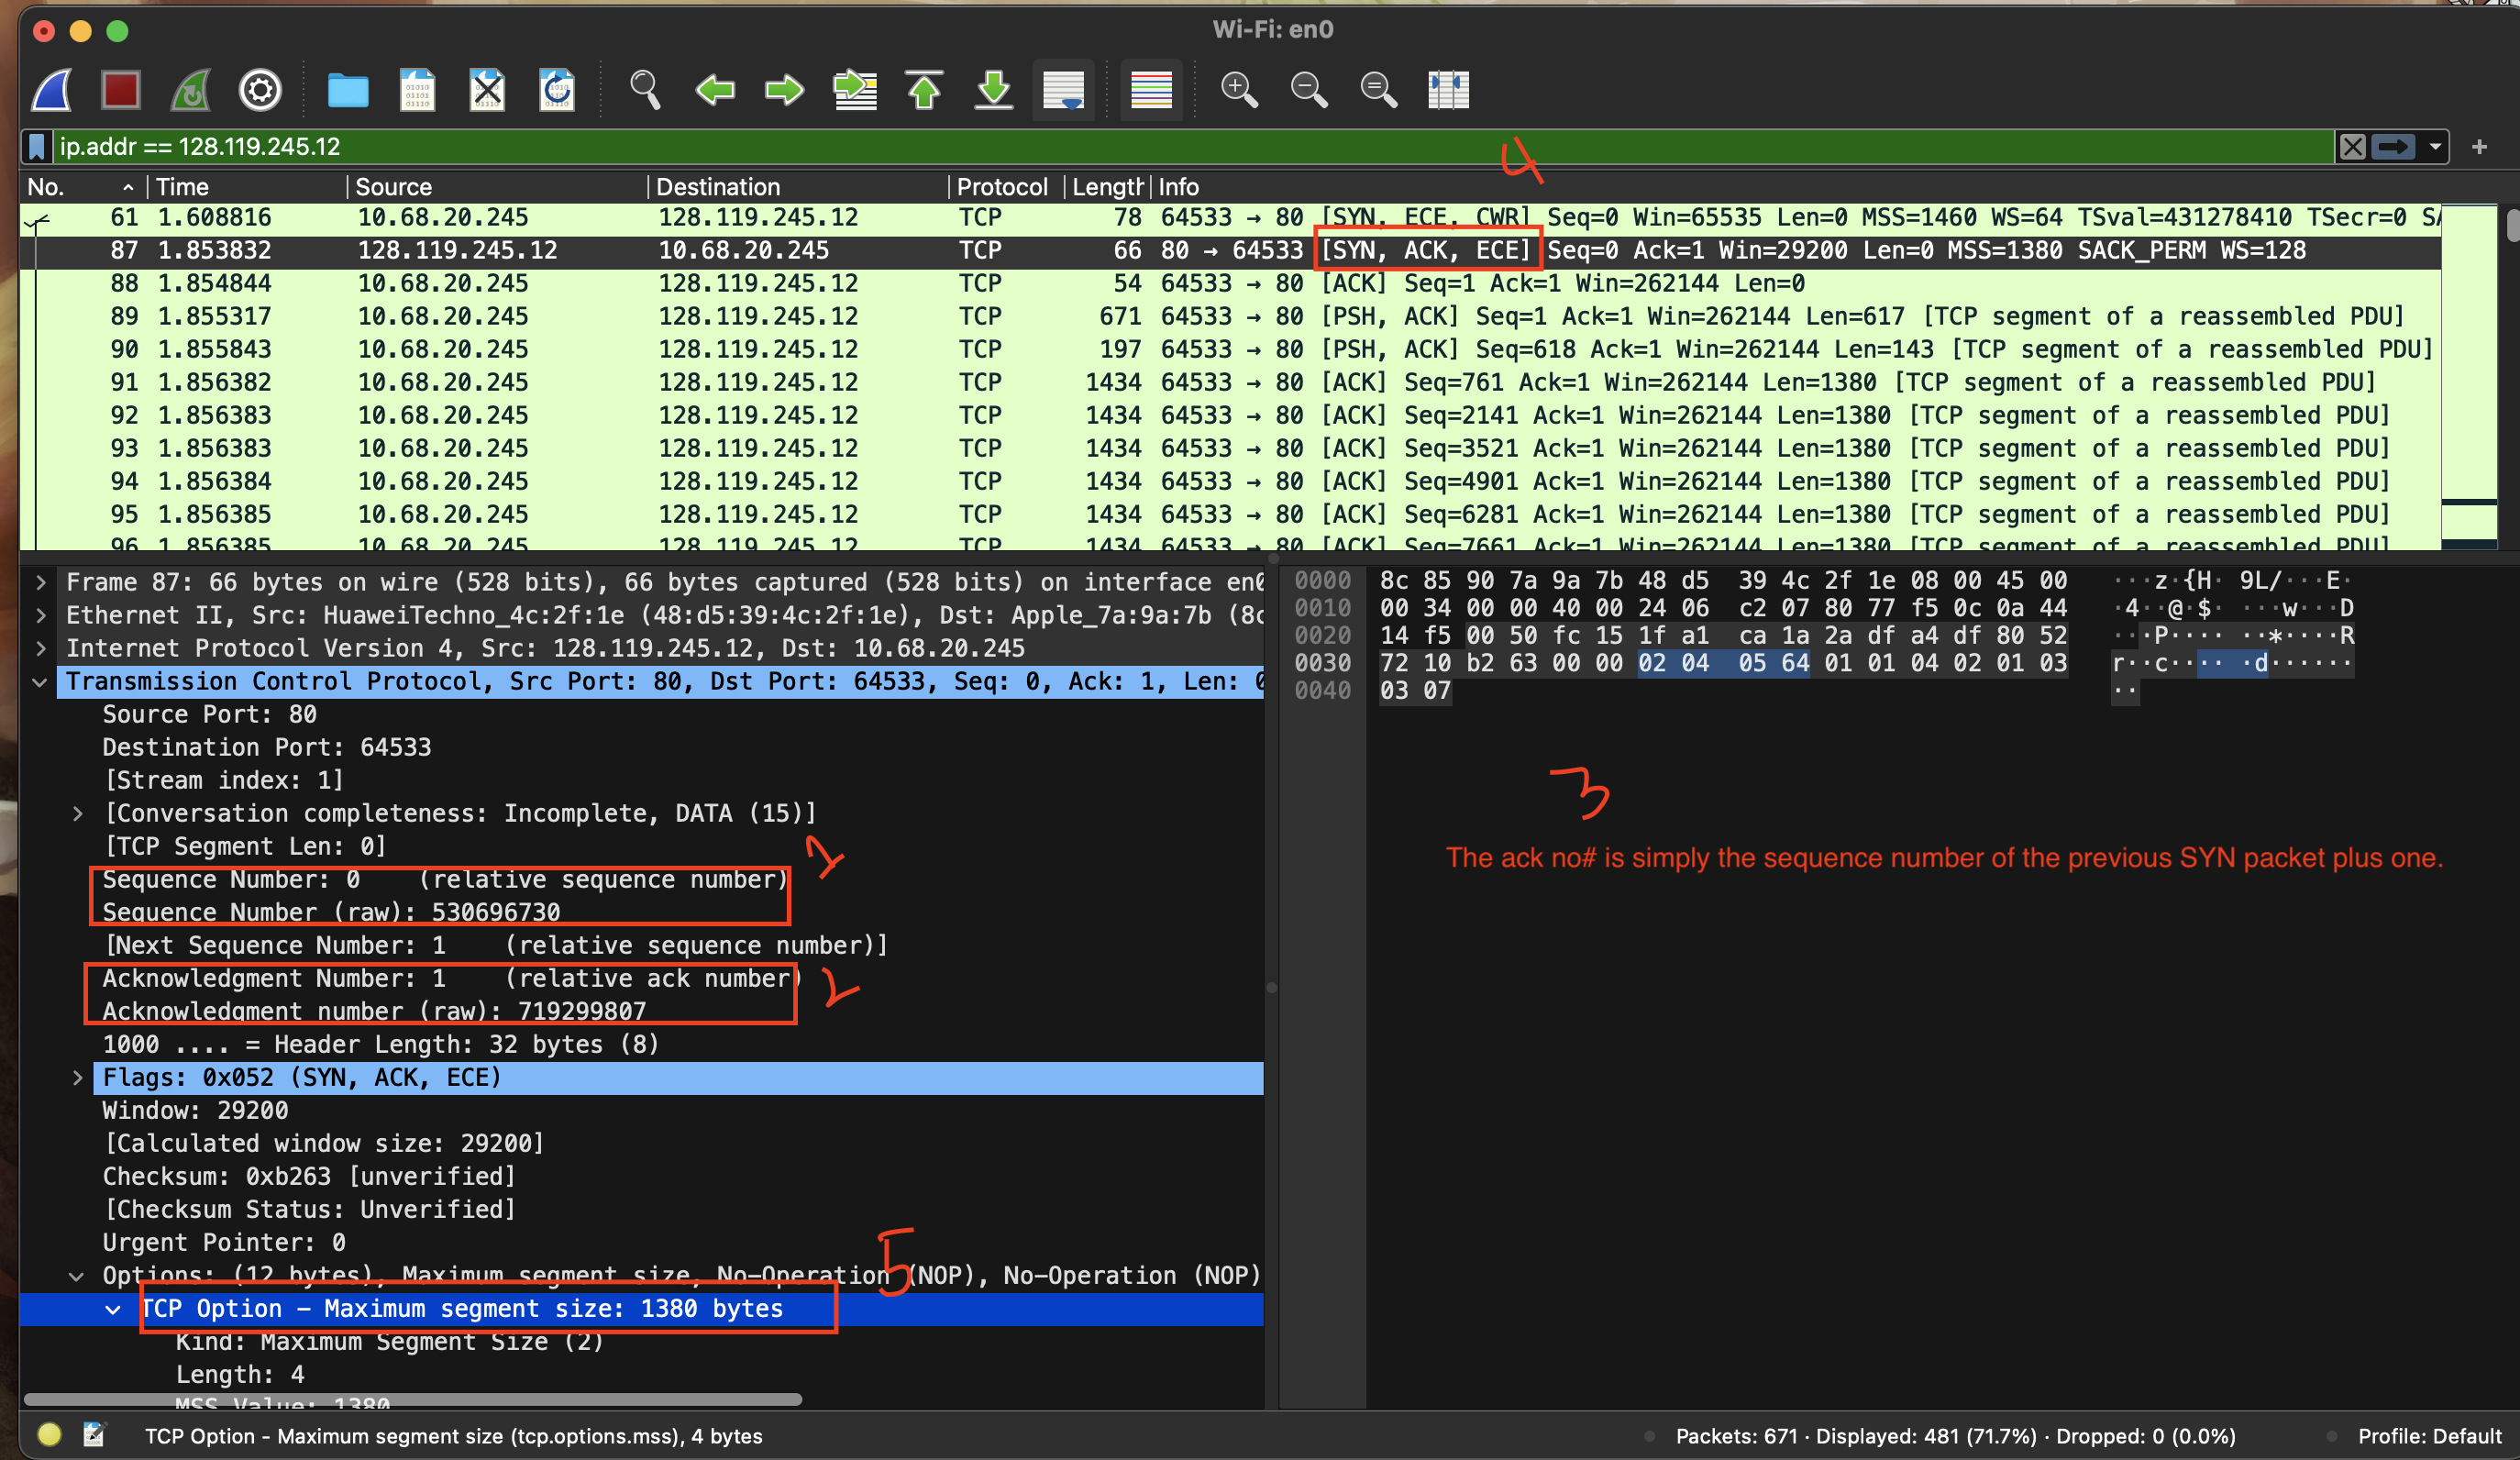 Wi-Fi: en0
ip.addr == 128.119.245.12
4
No. Time Source Destination Protocol Length Info
61 1.608816 10.68.20.245 128.119.245.12 TCP 78 64533 → 80 [SYN, ECE, CWR] Seq=0 Win=65535 Len=0 MSS=1460 WS=64 TSval=431278410 TSecr=0
87 1.853832 128.119.245.12 10.68.20.245 TCP 66 80 → 64533 [SYN, ACK, ECE] Seq=0 Ack=1 Win=29200 Len=0 MSS=1380 SACK_PERM WS=128
88 1.854844 10.68.20.245 128.119.245.12 TCP 54 64533 → 80 [ACK] Seq=1 Ack=1 Win=262144 Len=0
89 1.855317 10.68.20.245 128.119.245.12 TCP 671 64533 → 80 [PSH, ACK] Seq=1 Ack=1 Win=262144 Len=617 [TCP segment of a reassembled PDU]
90 1.855843 10.68.20.245 128.119.245.12 TCP 197 64533 → 80 [PSH, ACK] Seq=618 Ack=1 Win=262144 Len=143 [TCP segment of a reassembled PDU]
91 1.856382 10.68.20.245 128.119.245.12 TCP 1434 64533 → 80 [ACK] Seq=761 Ack=1 Win=262144 Len=1380 [TCP segment of a reassembled PDU]
92 1.856383 10.68.20.245 128.119.245.12 TCP 1434 64533 → 80 [ACK] Seq=2141 Ack=1 Win=262144 Len=1380 [TCP segment of a reassembled PDU]
93 1.856383 10.68.20.245 128.119.245.12 TCP 1434 64533 → 80 [ACK] Seq=3521 Ack=1 Win=262144 Len=1380 [TCP segment of a reassembled PDU]
94 1.856384 10.68.20.245 128.119.245.12 TCP 1434 64533 → 80 [ACK] Seq=4901 Ack=1 Win=262144 Len=1380 [TCP segment of a reassembled PDU]
95 1.856385 10.68.20.245 128.119.245.12 TCP 1434 64533 → 80 [ACK] Seq=6281 Ack=1 Win=262144 Len=1380 [TCP segment of a reassembled PDU]
96 1.856385 10.68.20.245 128.119.245.12 TCP 1434 64533 → 80 [ACK] Seq=7661 Ack=1 Win=262144 Len=1380 [TCP segment of a reassembled PDU]
Frame 87: 66 bytes on wire (528 bits), 66 bytes captured (528 bits) on interface en0
Ethernet II, Src: HuaweiTechno_4c:2f:1e (48:d5:39:4c:2f:1e), Dst: Apple_7a:9a:7b (8c
Internet Protocol Version 4, Src: 128.119.245.12, Dst: 10.68.20.245
Transmission Control Protocol, Src Port: 80, Dst Port: 64533, Seq: 0, Ack: 1, Len: 0
Source Port: 80
Destination Port: 64533
[Stream index: 1]
[Conversation completeness: Incomplete, DATA (15)]
[TCP Segment Len: 0]
1
Sequence Number: 0 (relative sequence number)
Sequence Number (raw): 530696730
[Next Sequence Number: 1 (relative sequence number)]
Acknowledgment Number: 1 (relative ack number)
2
Acknowledgment number (raw): 719299807
1000 .... = Header Length: 32 bytes (8)
Flags: 0x052 (SYN, ACK, ECE)
Window: 29200
[Calculated window size: 29200]
Checksum: 0xb263 [unverified]
[Checksum Status: Unverified]
Urgent Pointer: 0
5
Options: (12 bytes), Maximum segment size, No-Operation (NOP), No-Operation (NOP)
TCP Option - Maximum segment size: 1380 bytes
Kind: Maximum Segment Size (2)
Length: 4
MSS Value: 1380
0000 8c 85 90 7a 9a 7b 48 d5 39 4c 2f 1e 08 00 45 00 ···z·{H· 9L/···E·
0010 00 34 00 00 40 00 24 06 c2 07 80 77 f5 0c 0a 44 ·4··@·$· ···w···D
0020 14 f5 00 50 fc 15 1f a1 ca 1a 2a df a4 df 80 52 ···P···· ··*····R
0030 72 10 b2 63 00 00 02 04 05 64 01 01 04 02 01 03 r··c···· ·d······
0040 03 07 ··
3
The ack no# is simply the sequence number of the previous SYN packet plus one.
TCP Option - Maximum segment size (tcp.options.mss), 4 bytes
Packets: 671 · Displayed: 481 (71.7%) · Dropped: 0 (0.0%)
Profile: Default